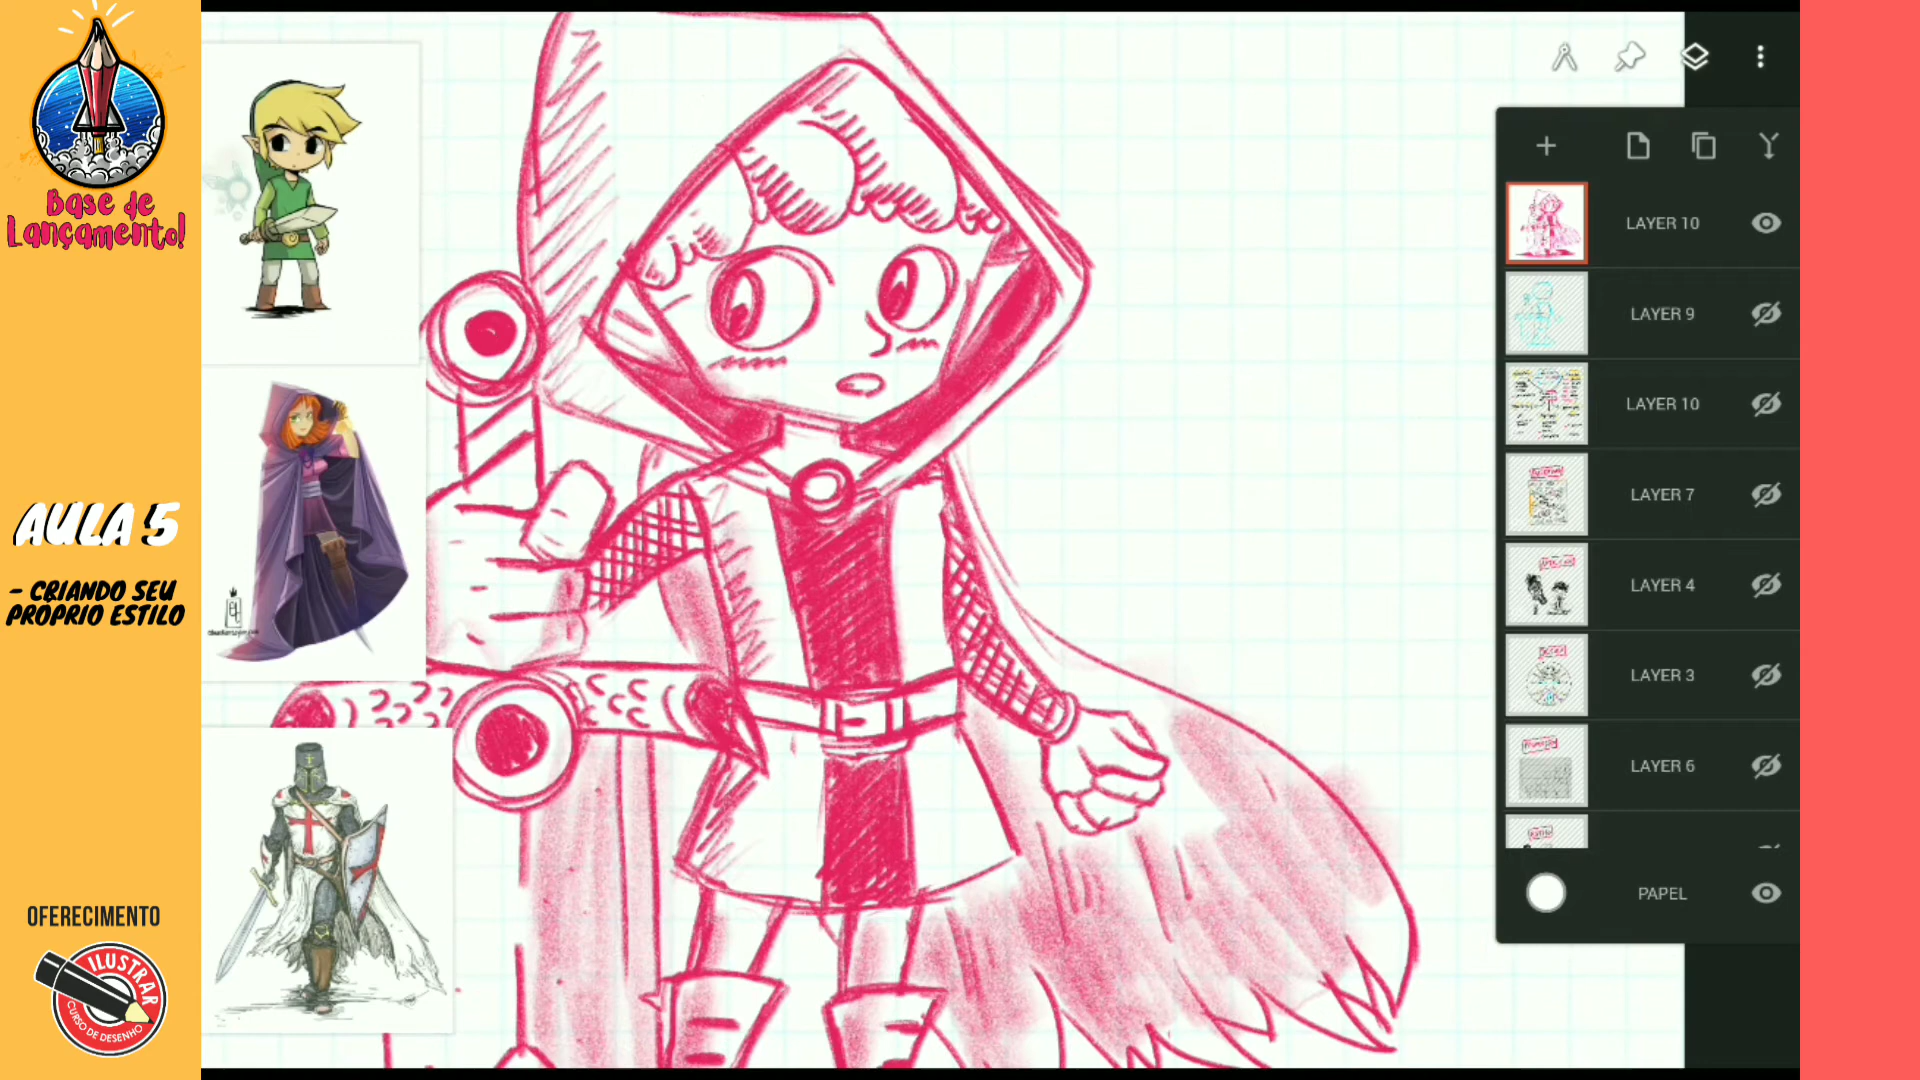 Base de
Lançamento!
AULA 5
- CRIANDO SEU
PRÓPRIO ESTILO
OFERECIMENTO
ILUSTRAR
CURSO DE DESENHO
LAYER 10
LAYER 9
LAYER 10
LAYER 7
LAYER 4
LAYER 3
LAYER 6
PAPEL